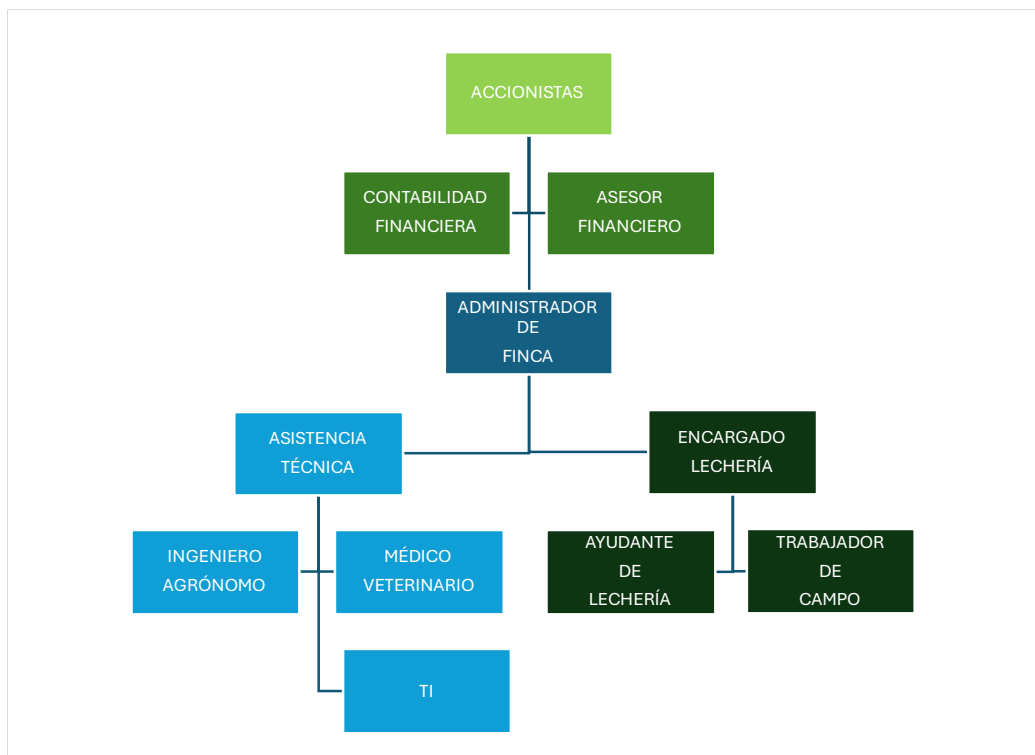 ACCIONISTAS
CONTABILIDAD
FINANCIERA
ASESOR
FINANCIERO
ADMINISTRADOR
DE
FINCA
ASISTENCIA
TÉCNICA
ENCARGADO
LECHERÍA
INGENIERO
AGRÓNOMO
MÉDICO
VETERINARIO
AYUDANTE
DE
LECHERÍA
TRABAJADOR
DE
CAMPO
TI